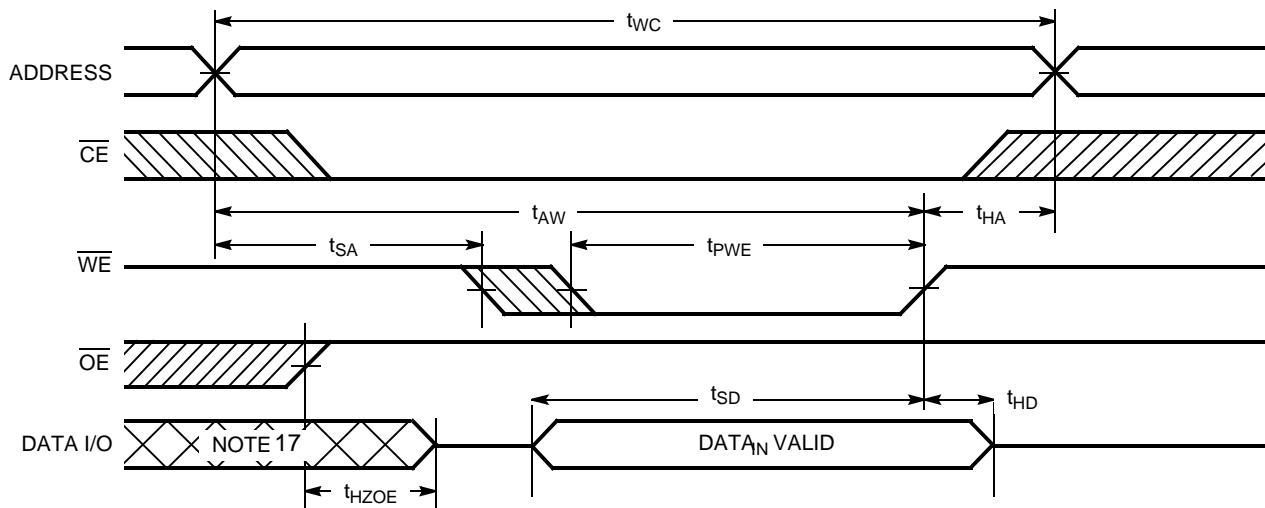 tWC
ADDRESS
CE
tAW
tHA
tSA
tPWE
WE
OE
tSD
tHD
DATA I/O
NOTE 17
DATAIN VALID
tHZOE